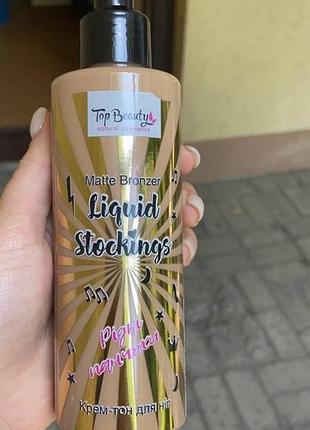 Top Beauty
natural cosmetics
Matte Bronzer
Liquid
Stockings
Рідкі
панчохи
Крем-тон для ніг